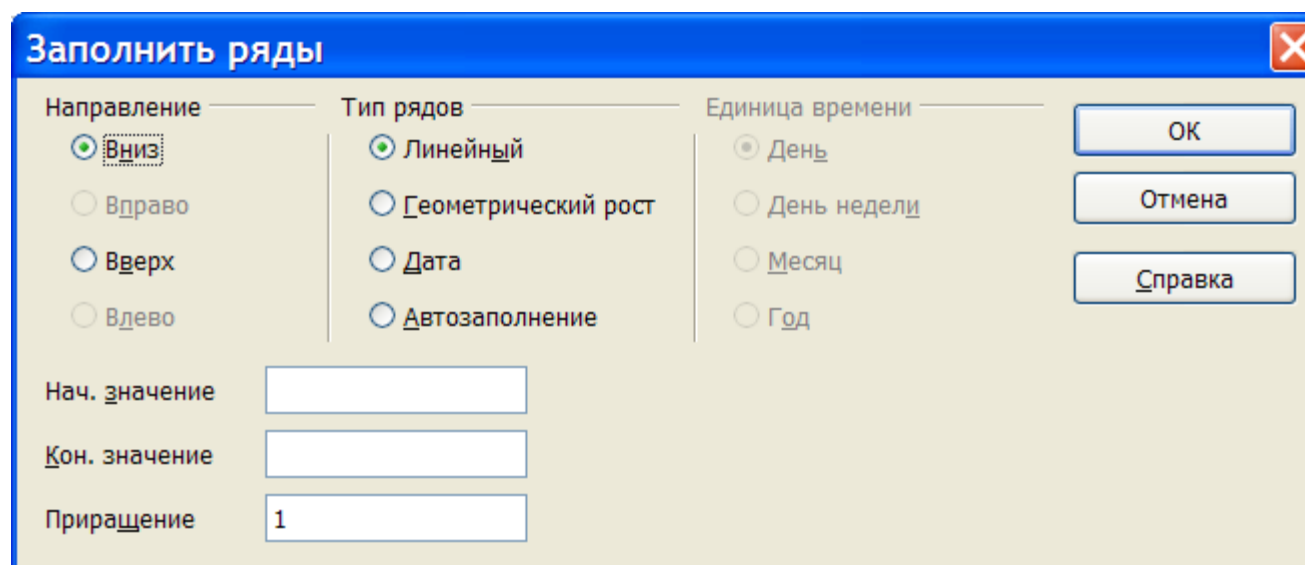 Заполнить ряды
Направление Тип рядов Единица времени
Вниз Линейный День ОК
Вправо Геометрический рост День недели Отмена
Вверх Дата Месяц Справка
Влево Автозаполнение Год
Нач. значение
Кон. значение
Приращение 1